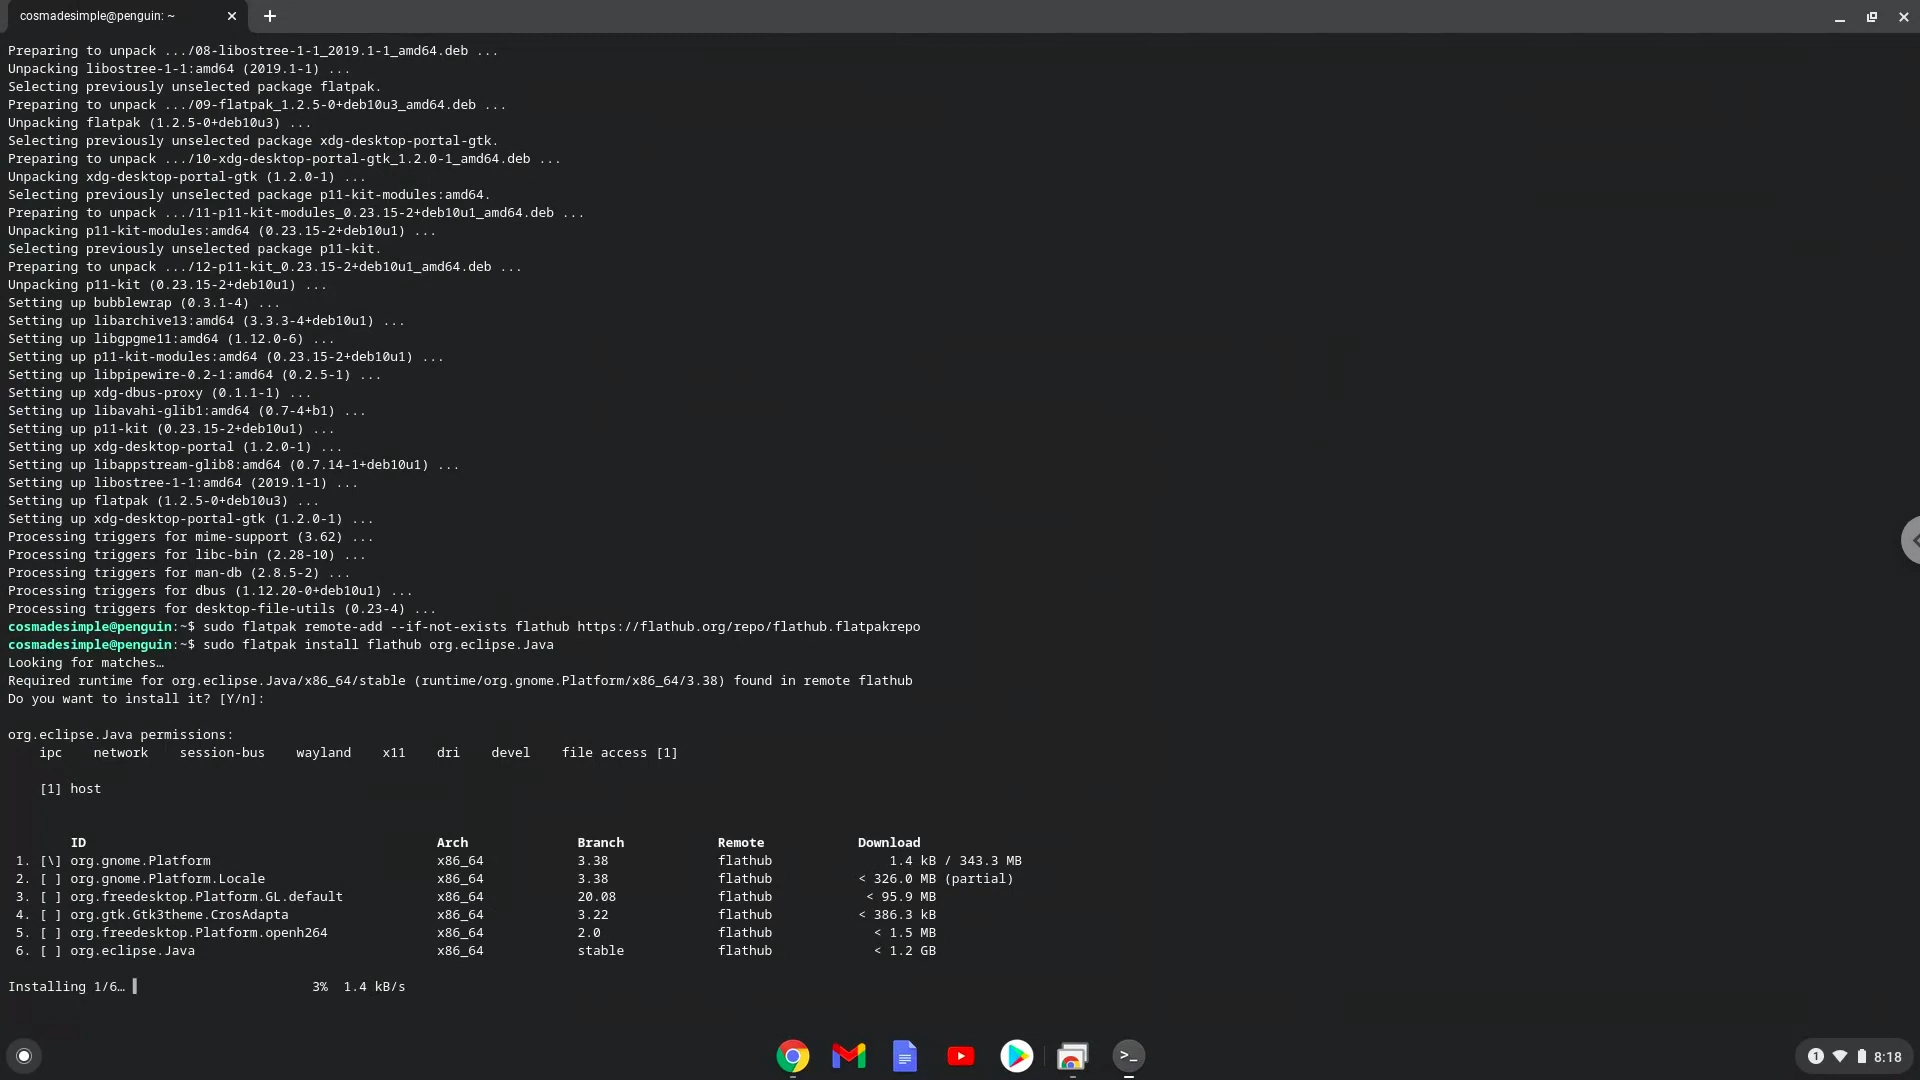 cosmadesimple@penguin: ~
Preparing to unpack .../08-libostree-1-1_2019.1-1_amd64.deb ...
Unpacking libostree-1-1:amd64 (2019.1-1) ...
Selecting previously unselected package flatpak.
Preparing to unpack .../09-flatpak_1.2.5-0+deb10u3_amd64.deb ...
Unpacking flatpak (1.2.5-0+deb10u3) ...
Selecting previously unselected package xdg-desktop-portal-gtk.
Preparing to unpack .../10-xdg-desktop-portal-gtk_1.2.0-1_amd64.deb ...
Unpacking xdg-desktop-portal-gtk (1.2.0-1) ...
Selecting previously unselected package p11-kit-modules:amd64.
Preparing to unpack .../11-p11-kit-modules_0.23.15-2+deb10u1_amd64.deb ...
Unpacking p11-kit-modules:amd64 (0.23.15-2+deb10u1) ...
Selecting previously unselected package p11-kit.
Preparing to unpack .../12-p11-kit_0.23.15-2+deb10u1_amd64.deb ...
Unpacking p11-kit (0.23.15-2+deb10u1) ...
Setting up bubblewrap (0.3.1-4) ...
Setting up libarchive13:amd64 (3.3.3-4+deb10u1) ...
Setting up libgpgme11:amd64 (1.12.0-6) ...
Setting up p11-kit-modules:amd64 (0.23.15-2+deb10u1) ...
Setting up libpipewire-0.2-1:amd64 (0.2.5-1) ...
Setting up xdg-dbus-proxy (0.1.1-1) ...
Setting up libavahi-glib1:amd64 (0.7-4+b1) ...
Setting up p11-kit (0.23.15-2+deb10u1) ...
Setting up xdg-desktop-portal (1.2.0-1) ...
Setting up libappstream-glib8:amd64 (0.7.14-1+deb10u1) ...
Setting up libostree-1-1:amd64 (2019.1-1) ...
Setting up flatpak (1.2.5-0+deb10u3) ...
Setting up xdg-desktop-portal-gtk (1.2.0-1) ...
Processing triggers for mime-support (3.62) ...
Processing triggers for libc-bin (2.28-10) ...
Processing triggers for man-db (2.8.5-2) ...
Processing triggers for dbus (1.12.20-0+deb10u1) ...
Processing triggers for desktop-file-utils (0.23-4) ...
cosmadesimple@penguin:~$ sudo flatpak remote-add --if-not-exists flathub https://flathub.org/repo/flathub.flatpakrepo
cosmadesimple@penguin:~$ sudo flatpak install flathub org.eclipse.Java
Looking for matches…
Required runtime for org.eclipse.Java/x86_64/stable (runtime/org.gnome.Platform/x86_64/3.38) found in remote flathub
Do you want to install it? [Y/n]:
org.eclipse.Java permissions:
ipc network session-bus wayland x11 dri devel file access [1]
[1] host
ID Arch Branch Remote Download
1. [\] org.gnome.Platform x86_64 3.38 flathub 1.4 kB / 343.3 MB
2. [ ] org.gnome.Platform.Locale x86_64 3.38 flathub < 326.0 MB (partial)
3. [ ] org.freedesktop.Platform.GL.default x86_64 20.08 flathub < 95.9 MB
4. [ ] org.gtk.Gtk3theme.CrosAdapta x86_64 3.22 flathub < 386.3 kB
5. [ ] org.freedesktop.Platform.openh264 x86_64 2.0 flathub < 1.5 MB
6. [ ] org.eclipse.Java x86_64 stable flathub < 1.2 GB
Installing 1/6… 3% 1.4 kB/s
>_
1 8:18